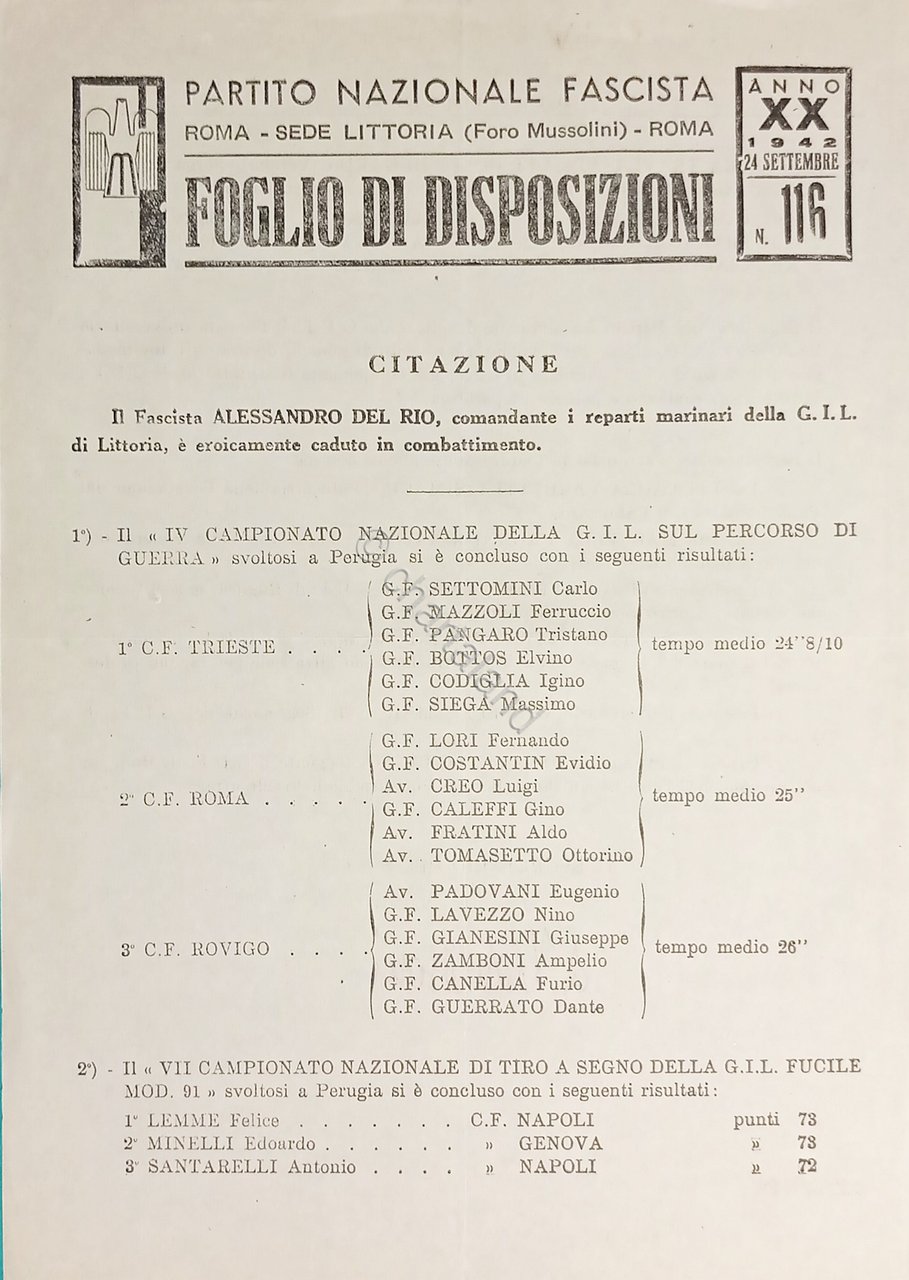 PARTITO NAZIONALE FASCISTA
ROMA - SEDE LITTORIA (Foro Mussolini) - ROMA
FOGLIO DI DISPOSIZIONI
ANNO
XX
1942
24 SETTEMBRE
N. 116
CITAZIONE
Il Fascista ALESSANDRO DEL RIO, comandante i reparti marinari della G. I. L.
di Littoria, è eroicamente caduto in combattimento.
1°) - Il « IV CAMPIONATO NAZIONALE DELLA G. I. L. SUL PERCORSO DI
GUERRA » svoltosi a Perugia si è concluso con i seguenti risultati:
1° C.F. TRIESTE . . . .
G.F. SETTOMINI Carlo
G.F. MAZZOLI Ferruccio
G.F. PANGARO Tristano
G.F. BOTTOS Elvino
G.F. CODIGLIA Igino
G.F. SIEGA Massimo
tempo medio 24''8/10
2° C.F. ROMA . . . . .
G.F. LORI Fernando
G.F. COSTANTIN Evidio
Av. CREO Luigi
G.F. CALEFFI Gino
Av. FRATINI Aldo
Av. TOMASETTO Ottorino
tempo medio 25''
3° C.F. ROVIGO . . . .
Av. PADOVANI Eugenio
G.F. LAVEZZO Nino
G.F. GIANESINI Giuseppe
G.F. ZAMBONI Ampelio
G.F. CANELLA Furio
G.F. GUERRATO Dante
tempo medio 26''
2°) - Il « VII CAMPIONATO NAZIONALE DI TIRO A SEGNO DELLA G.I.L. FUCILE
MOD. 91 » svoltosi a Perugia si è concluso con i seguenti risultati:
1° LEMME Felice . . . . . . . C.F. NAPOLI punti 73
2° MINELLI Edoardo . . . . . . » GENOVA » 73
3° SANTARELLI Antonio . . . . » NAPOLI » 72
© chartaland